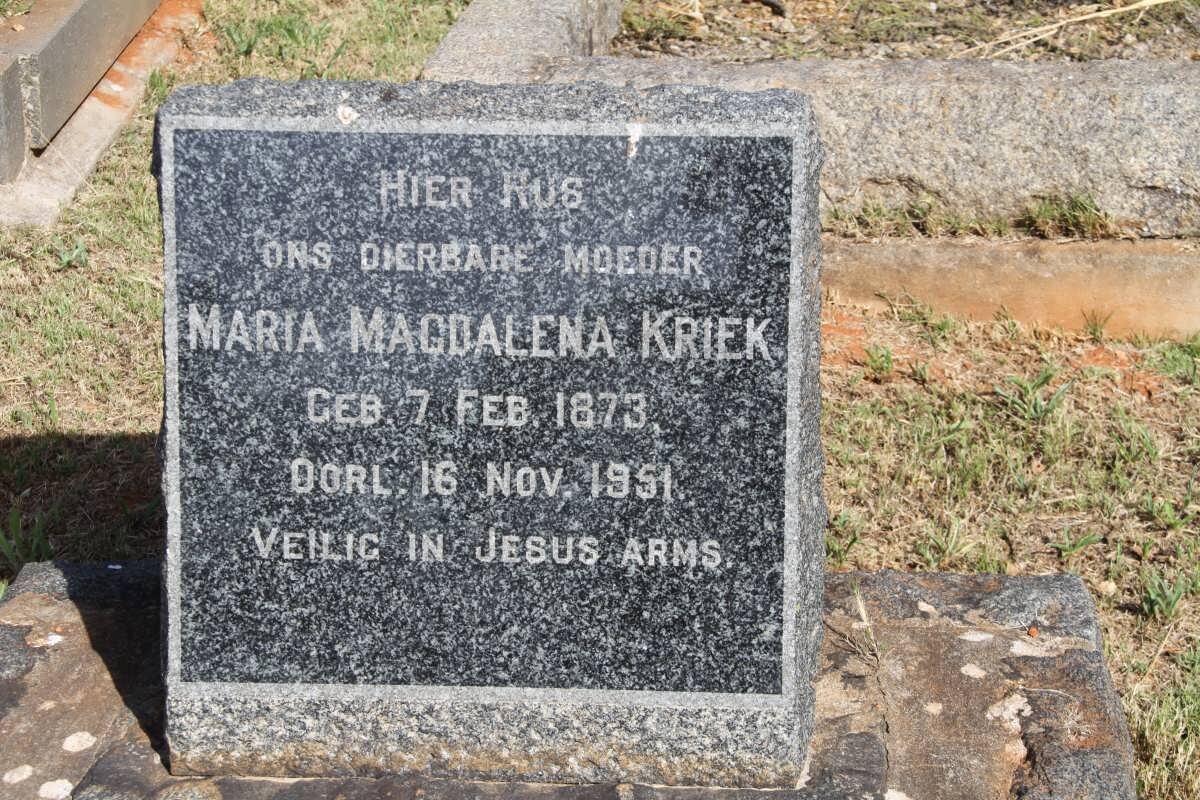 Hier Rus
ons dierbare moeder
Maria Magdalena Kriek
Geb. 7 Feb. 1873.
Oorl. 16 Nov. 1951.
Veilig in Jesus arms.